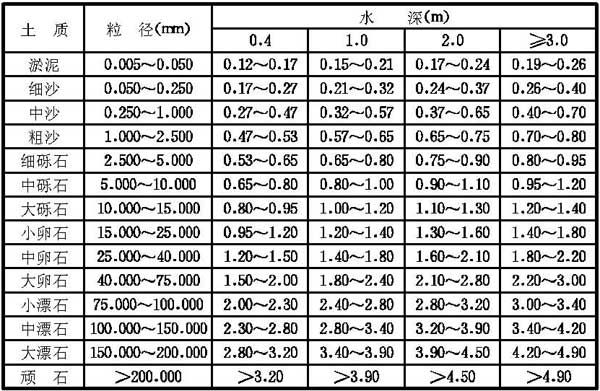 土 质 粒 径(mm) 水 深(m)
0.4 1.0 2.0 ≥3.0
淤泥 0.005～0.050 0.12～0.17 0.15～0.21 0.17～0.24 0.19～0.26
细沙 0.050～0.250 0.17～0.27 0.21～0.32 0.24～0.37 0.26～0.40
中沙 0.250～1.000 0.27～0.47 0.32～0.57 0.37～0.65 0.40～0.70
粗沙 1.000～2.500 0.47～0.53 0.57～0.65 0.65～0.75 0.70～0.80
细砾石 2.500～5.000 0.53～0.65 0.65～0.80 0.75～0.90 0.80～0.95
中砾石 5.000～10.000 0.65～0.80 0.80～1.00 0.90～1.10 0.95～1.20
大砾石 10.000～15.000 0.80～0.95 1.00～1.20 1.10～1.30 1.20～1.40
小卵石 15.000～25.000 0.95～1.20 1.20～1.40 1.30～1.60 1.40～1.80
中卵石 25.000～40.000 1.20～1.50 1.40～1.80 1.60～2.10 1.80～2.20
大卵石 40.000～75.000 1.50～2.00 1.80～2.40 2.10～2.80 2.20～3.00
小漂石 75.000～100.000 2.00～2.30 2.40～2.80 2.80～3.20 3.00～3.40
中漂石 100.000～150.000 2.30～2.80 2.80～3.40 3.20～3.90 3.40～4.20
大漂石 150.000～200.000 2.80～3.20 3.40～3.90 3.90～4.50 4.20～4.90
顽 石 >200.000 >3.20 >3.90 >4.50 >4.90